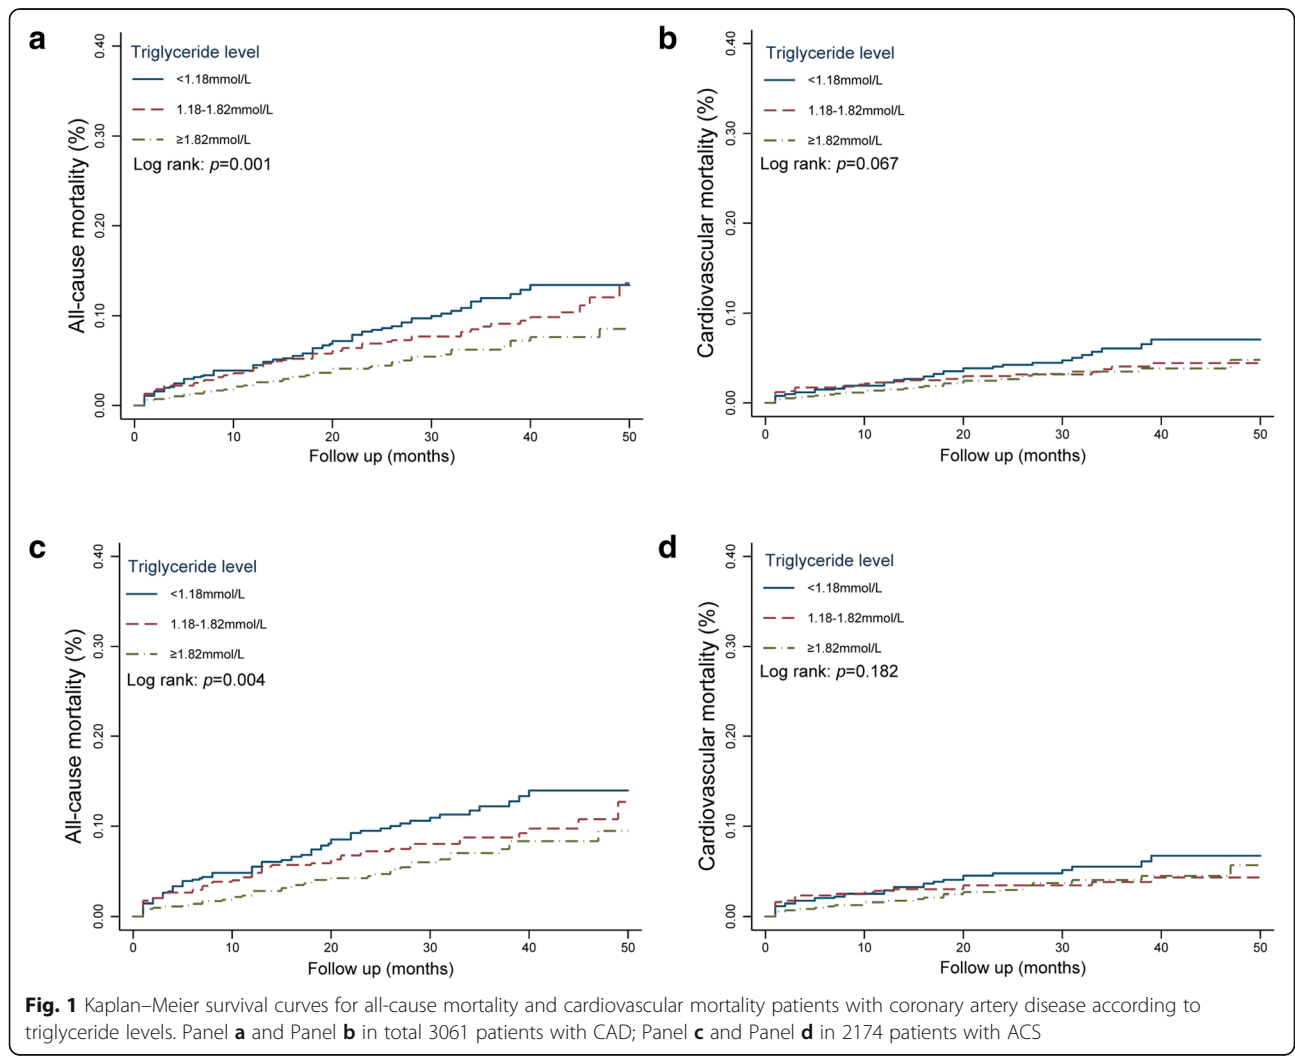 a
Triglyceride level
<1.18mmol/L
1.18-1.82mmol/L
≥1.82mmol/L
Log rank: p=0.001
All-cause mortality (%)
0.40
0.30
0.20
0.10
0.00
0 10 20 30 40 50
Follow up (months)
b
Triglyceride level
<1.18mmol/L
1.18-1.82mmol/L
≥1.82mmol/L
Log rank: p=0.067
Cardiovascular mortality (%)
0.40
0.30
0.20
0.10
0.00
0 10 20 30 40 50
Follow up (months)
c
Triglyceride level
<1.18mmol/L
1.18-1.82mmol/L
≥1.82mmol/L
Log rank: p=0.004
All-cause mortality (%)
0.40
0.30
0.20
0.10
0.00
0 10 20 30 40 50
Follow up (months)
d
Triglyceride level
<1.18mmol/L
1.18-1.82mmol/L
≥1.82mmol/L
Log rank: p=0.182
Cardiovascular mortality (%)
0.40
0.30
0.20
0.10
0.00
0 10 20 30 40 50
Follow up (months)
Fig. 1 Kaplan–Meier survival curves for all-cause mortality and cardiovascular mortality patients with coronary artery disease according to
triglyceride levels. Panel a and Panel b in total 3061 patients with CAD; Panel c and Panel d in 2174 patients with ACS